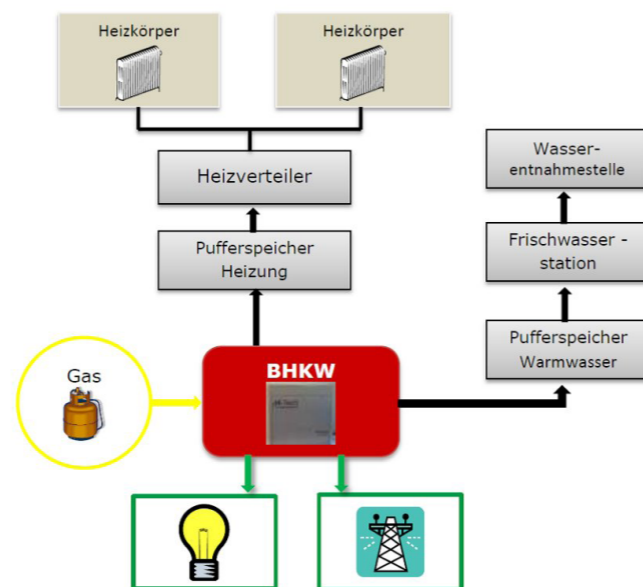 Heizkörper
Heizkörper
Heizverteiler
Pufferspeicher
Heizung
Wasser-
entnahmestelle
Frischwasser -
station
Pufferspeicher
Warmwasser
Gas
BHKW